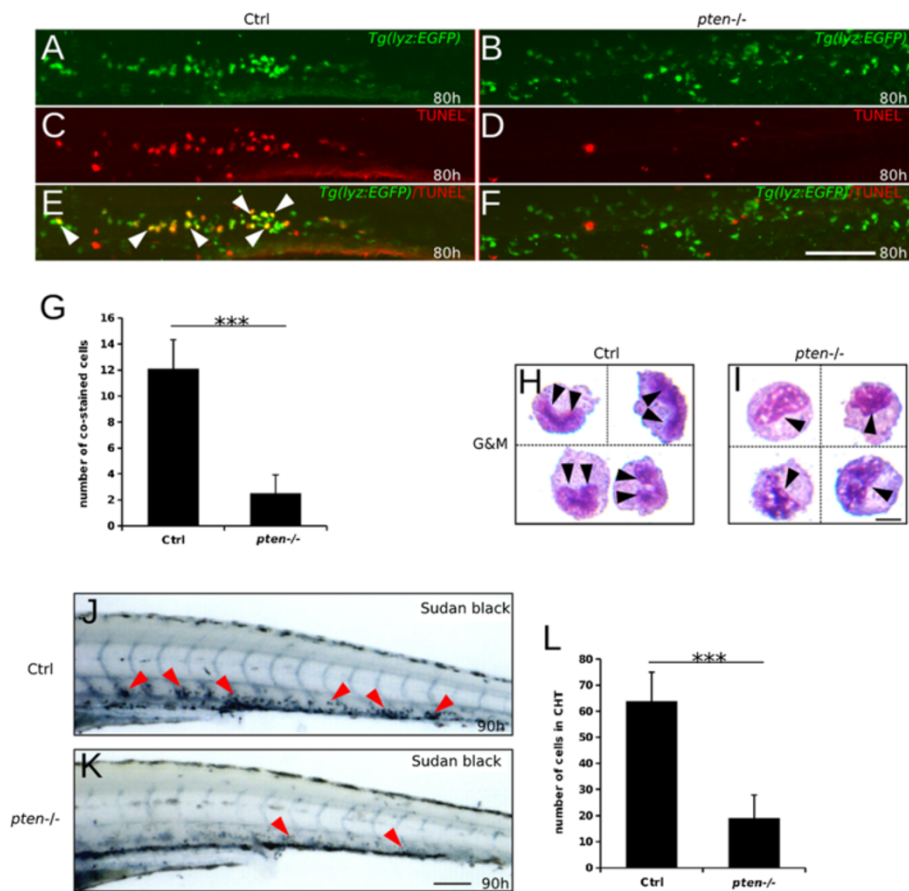 Ctrl
pten-/-
A
Tg(lyz:EGFP)
80h
B
Tg(lyz:EGFP)
80h
C
TUNEL
80h
D
TUNEL
80h
E
Tg(lyz:EGFP)/TUNEL
80h
F
Tg(lyz:EGFP)/TUNEL
80h
G
***
number of co-stained cells
16
14
12
10
8
6
4
2
0
Ctrl
pten-/-
Ctrl
pten-/-
G&M
H
I
J
Sudan black
Ctrl
90h
K
Sudan black
pten-/-
90h
L
***
number of cells in CHT
80
70
60
50
40
30
20
10
0
Ctrl
pten-/-